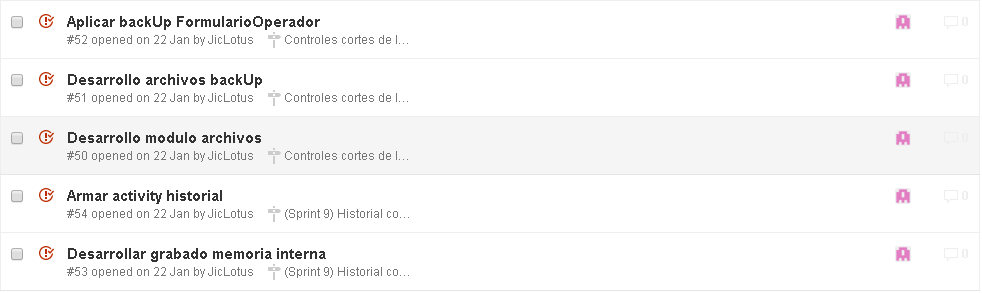 Aplicar backUp FormularioOperador
#52 opened on 22 Jan by JicLotus Controles cortes de l… 0
Desarrollo archivos backUp
#51 opened on 22 Jan by JicLotus Controles cortes de l… 0
Desarrollo modulo archivos
#50 opened on 22 Jan by JicLotus Controles cortes de l… 0
Armar activity historial
#54 opened on 22 Jan by JicLotus (Sprint 9) Historial co… 0
Desarrollar grabado memoria interna
#53 opened on 22 Jan by JicLotus (Sprint 9) Historial co… 0